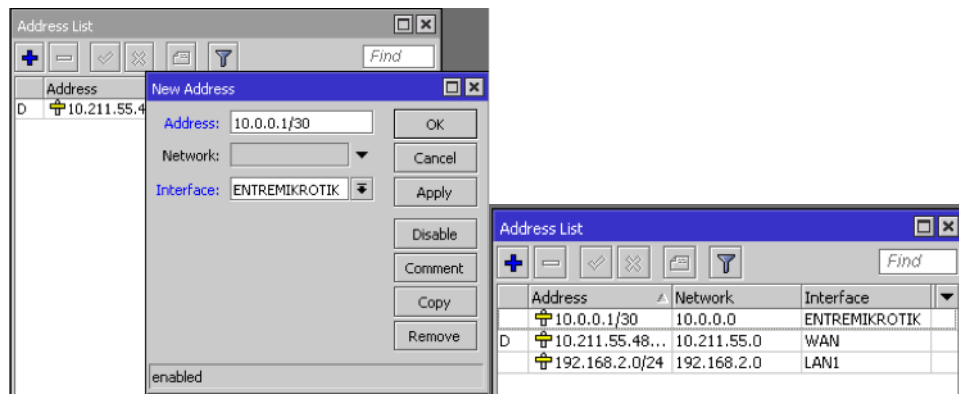 Address List
Find
Address
D 10.211.55.4
New Address
Address: 10.0.0.1/30
Network:
Interface: ENTREMIKROTIK
OK
Cancel
Apply
Disable
Comment
Copy
Remove
enabled
Address List
Find
Address Network Interface
10.0.0.1/30 10.0.0.0 ENTREMIKROTIK
D 10.211.55.48... 10.211.55.0 WAN
192.168.2.0/24 192.168.2.0 LAN1